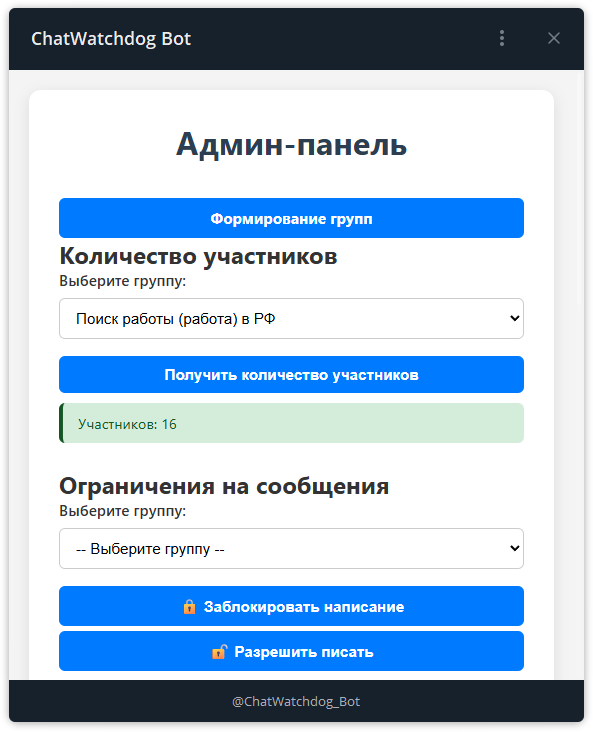 ChatWatchdog Bot
Админ-панель
Формирование групп
Количество участников
Выберите группу:
Поиск работы (работа) в РФ
Получить количество участников
Участников: 16
Ограничения на сообщения
Выберите группу:
-- Выберите группу --
🔒 Заблокировать написание
🔓 Разрешить писать
@ChatWatchdog_Bot